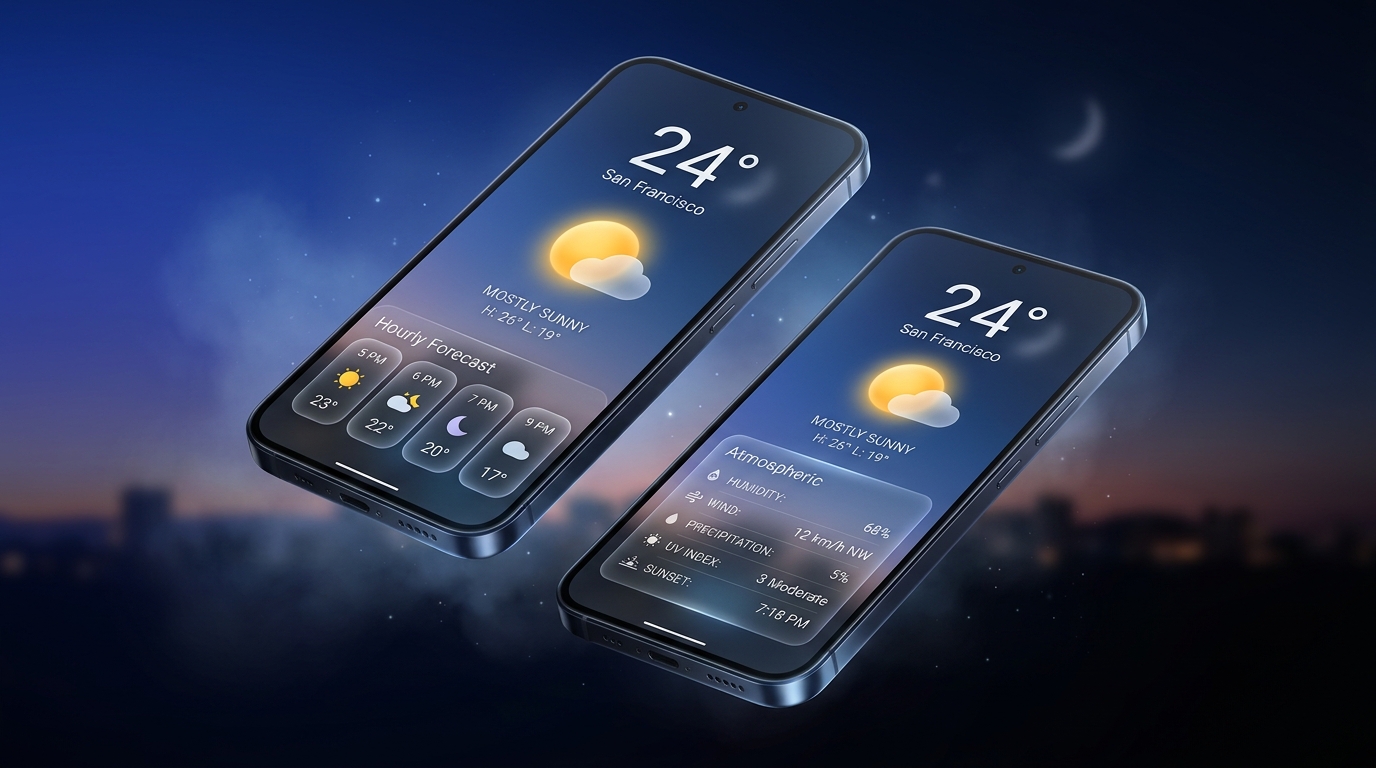 24°
San Francisco
MOSTLY SUNNY
H: 26° L: 19°
Hourly Forecast
5 PM
23°
6 PM
22°
7 PM
20°
9 PM
17°
24°
San Francisco
MOSTLY SUNNY
H: 26° L: 19°
Atmospheric
HUMIDITY: 68%
WIND: 12 km/h NW
PRECIPITATION: 5%
UV INDEX: 3 Moderate
SUNSET: 7:18 PM